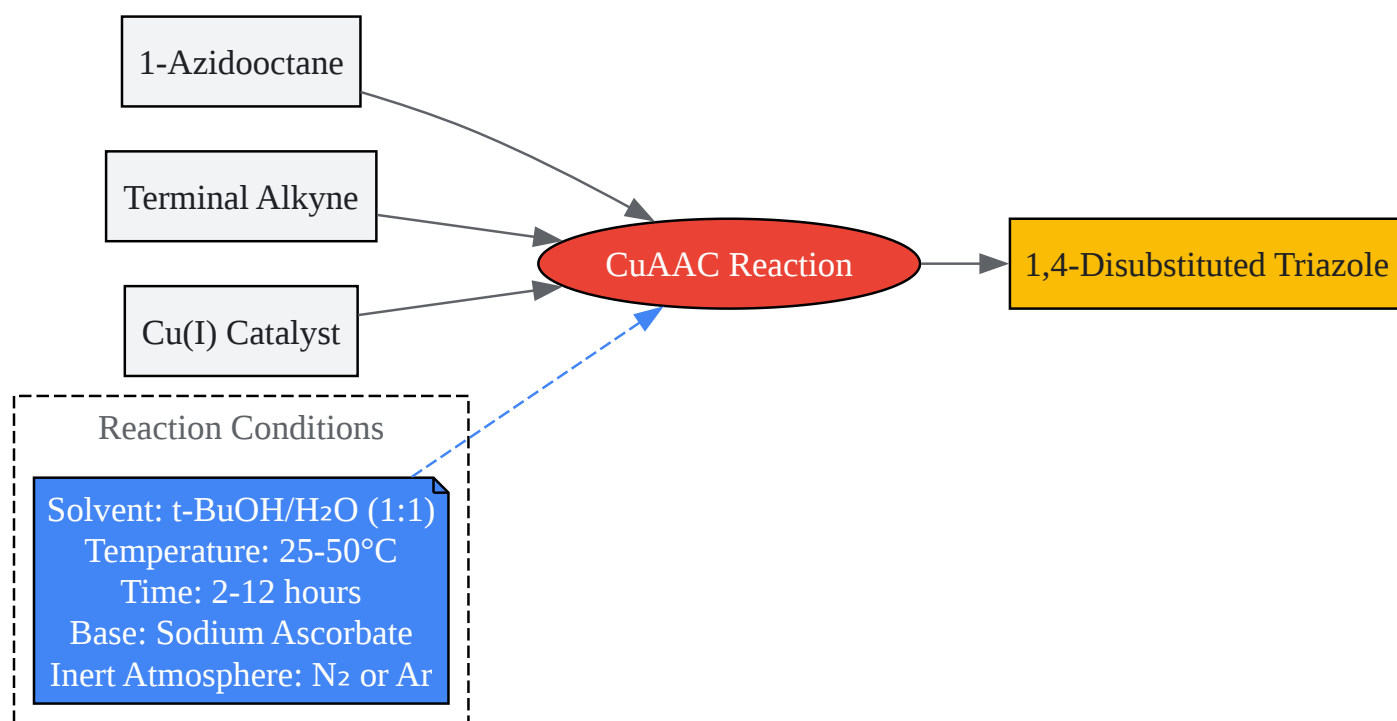 1-Azidooctane
Terminal Alkyne
Cu(I) Catalyst
CuAAC Reaction
1,4-Disubstituted Triazole
Reaction Conditions
Solvent: t-BuOH/H₂O (1:1)
Temperature: 25-50°C
Time: 2-12 hours
Base: Sodium Ascorbate
Inert Atmosphere: N₂ or Ar